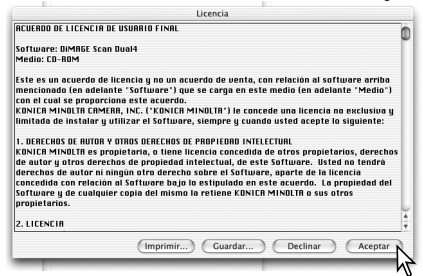 Licencia
ACUERDO DE LICENCIA DE USUARIO FINAL
Software: DiMAGE Scan Dual4
Medio: CD-ROM
Este es un acuerdo de licencia y no un acuerdo de venta, con relación al software arriba
mencionado (en adelante "Software") que se carga en este medio (en adelante "Medio")
con el cual se proporciona este acuerdo.
KONICA MINOLTA CAMERA, INC. ("KONICA MINOLTA") le concede una licencia no exclusiva y
limitada de instalar y utilizar el Software, siempre y cuando usted acepte lo siguiente:
1. DERECHOS DE AUTOR Y OTROS DERECHOS DE PROPIEDAD INTELECTUAL
KONICA MINOLTA es propietaria, o tiene licencia concedida de otros propietarios, derechos
de autor y otros derechos de propiedad intelectual, de este Software. Usted no tendrá
derechos de autor ni ningún otro derecho sobre el Software, aparte de la licencia
concedida con relación al Software bajo lo estipulado en este acuerdo. La propiedad del
Software y de cualquier copia del mismo la retiene KONICA MINOLTA o sus otros
propietarios.
2. LICENCIA
Imprimir... Guardar... Declinar Aceptar